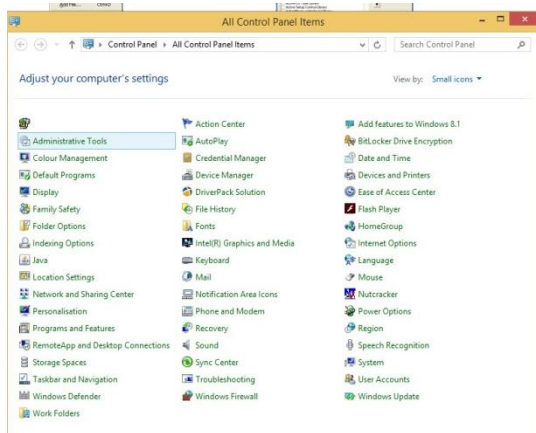 All Control Panel Items
Control Panel All Control Panel Items
Search Control Panel
Adjust your computer's settings
View by: Small icons
Action Center
Add features to Windows 8.1
Administrative Tools
AutoPlay
BitLocker Drive Encryption
Colour Management
Credential Manager
Date and Time
Default Programs
Device Manager
Devices and Printers
Display
DriverPack Solution
Ease of Access Center
Family Safety
File History
Flash Player
Folder Options
Fonts
HomeGroup
Indexing Options
Intel(R) Graphics and Media
Internet Options
Java
Keyboard
Language
Location Settings
Mail
Mouse
Network and Sharing Center
Notification Area Icons
Nutcracker
Personalisation
Phone and Modem
Power Options
Programs and Features
Recovery
Region
RemoteApp and Desktop Connections
Sound
Speech Recognition
Storage Spaces
Sync Center
System
Taskbar and Navigation
Troubleshooting
User Accounts
Windows Defender
Windows Firewall
Windows Update
Work Folders